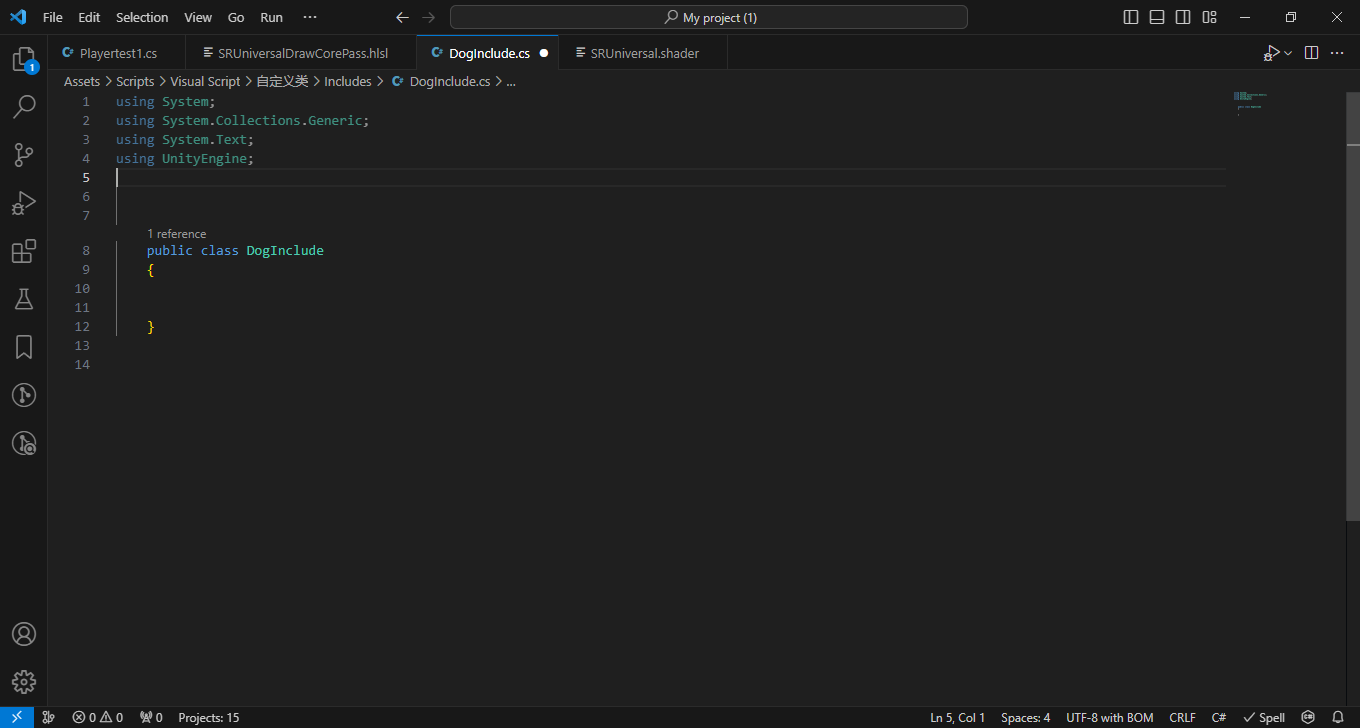 File Edit Selection View Go Run ··· My project (1)
Playertest1.cs SRUniversalDrawCorePass.hlsl DogInclude.cs SRUniversal.shader
Assets > Scripts > Visual Script > 自定义类 > Includes > DogInclude.cs > ...
1 using System;
2 using System.Collections.Generic;
3 using System.Text;
4 using UnityEngine;
5
6
7
1 reference
8 public class DogInclude
9 {
10
11
12 }
13
14
1
0 0 0 Projects: 15 Ln 5, Col 1 Spaces: 4 UTF-8 with BOM CRLF C# Spell